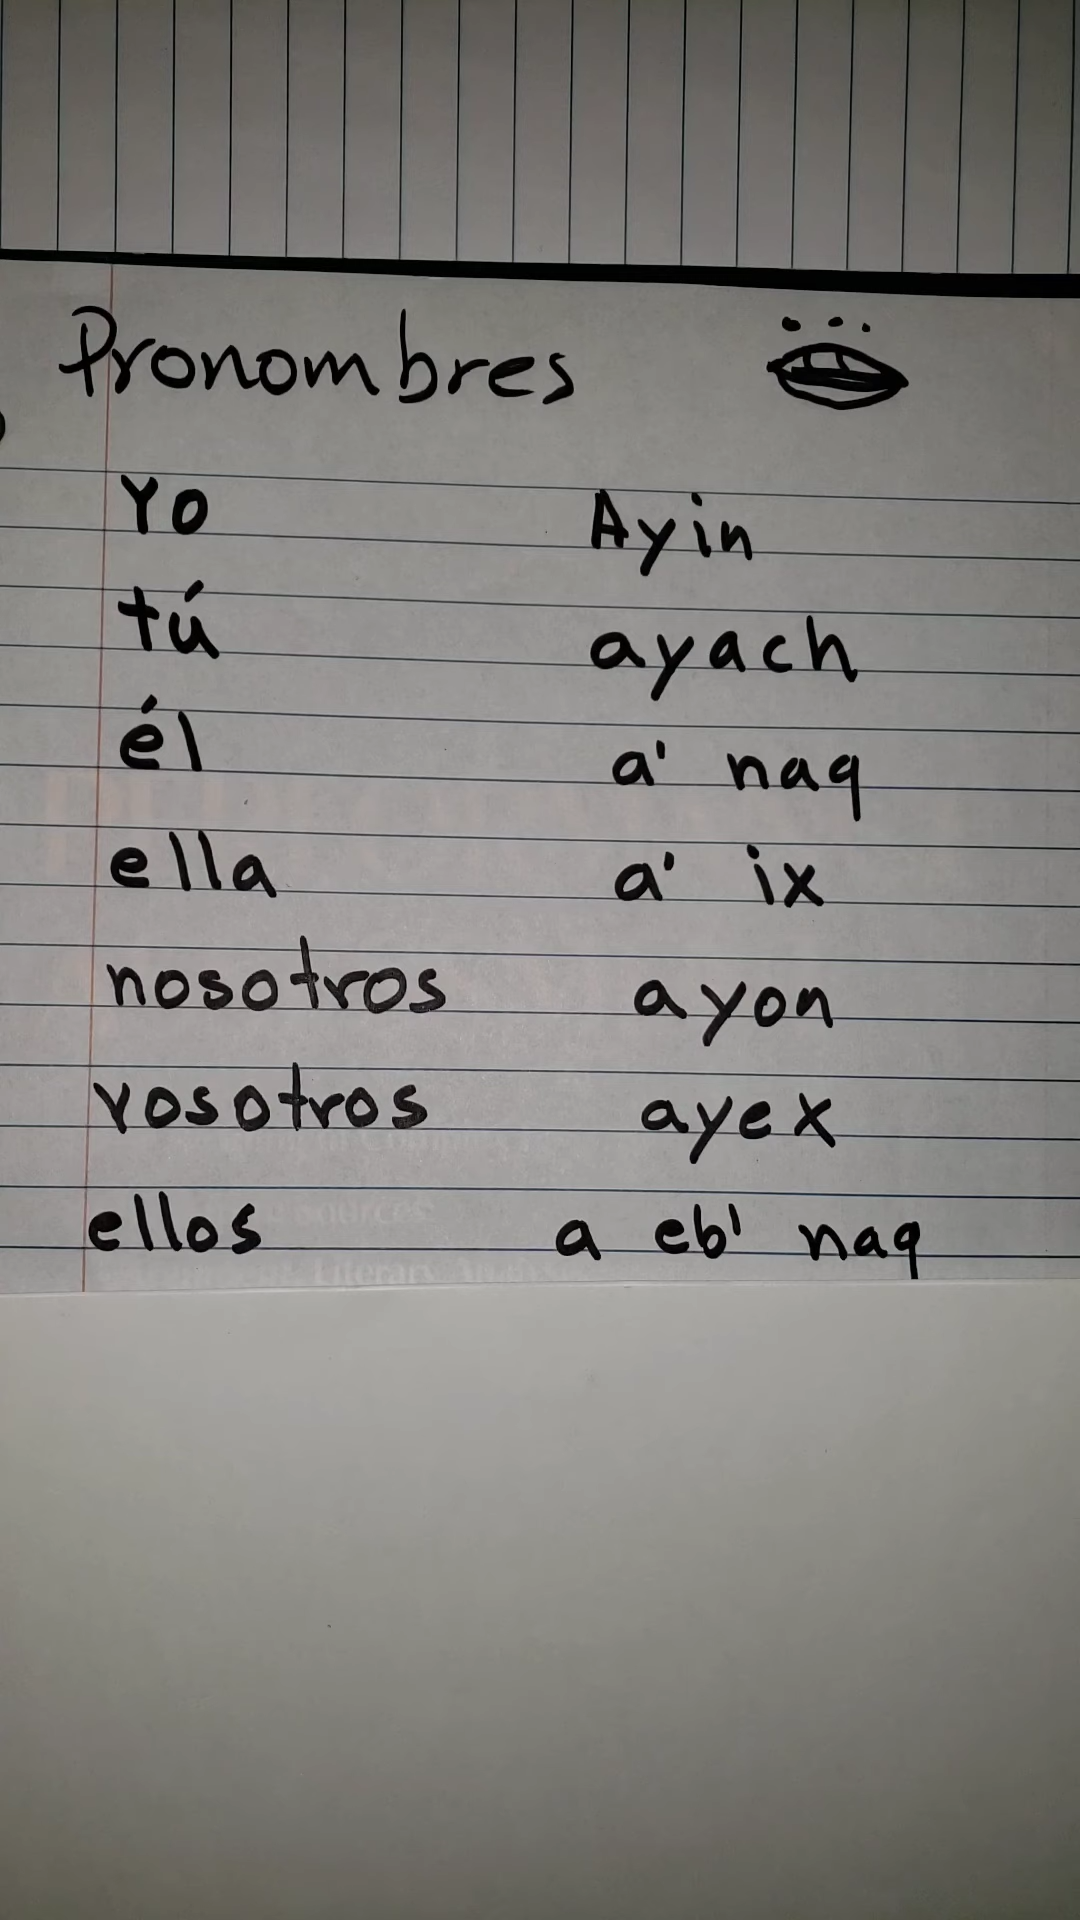 Pronombres
Yo Ayin
tú ayach
él a' naq
ella a' ix
nosotros ayon
vosotros ayex
ellos a eb' naq